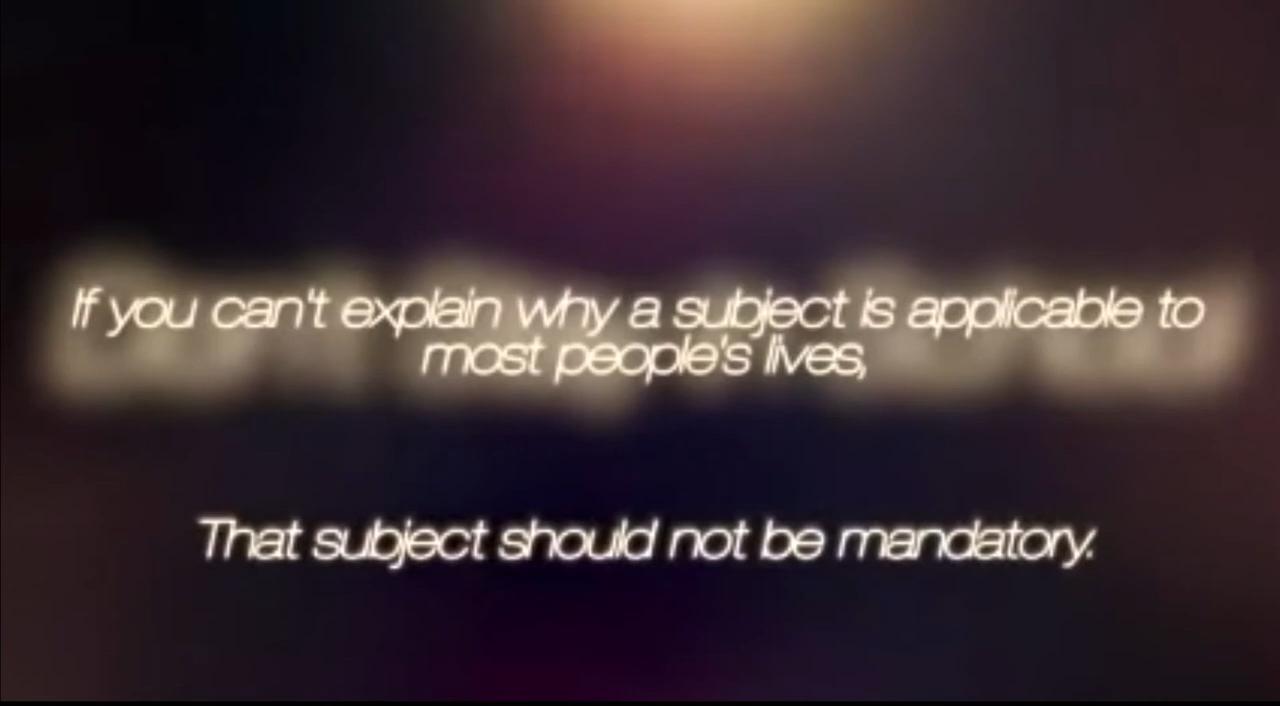 If you can't explain why a subject is applicable to
most people's lives,
That subject should not be mandatory.